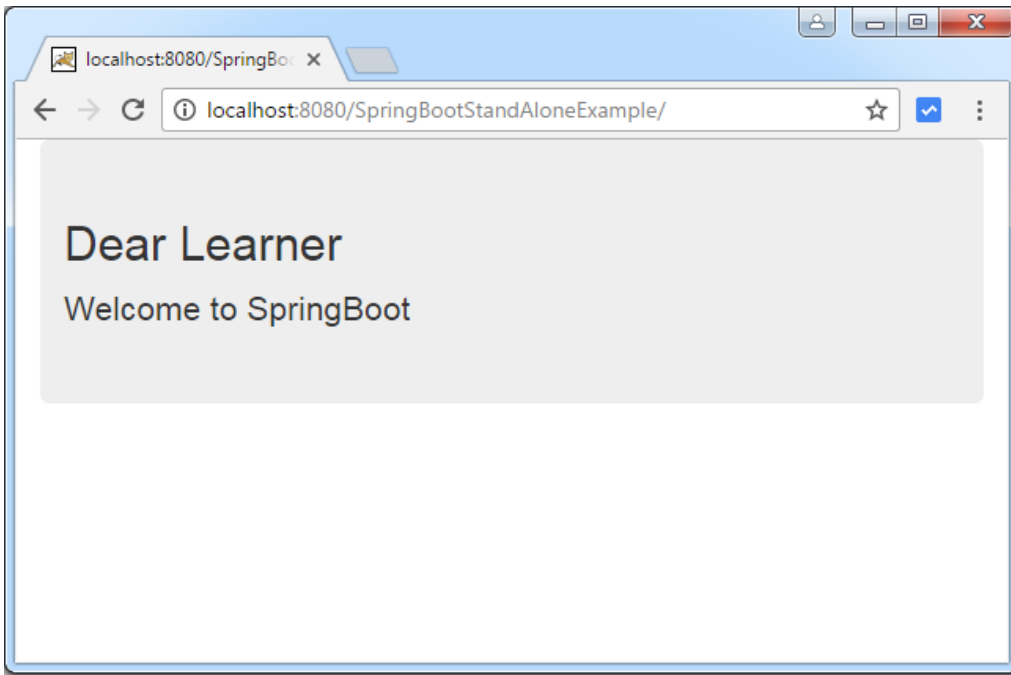 localhost:8080/SpringBo
localhost:8080/SpringBootStandAloneExample/
Dear Learner
Welcome to SpringBoot